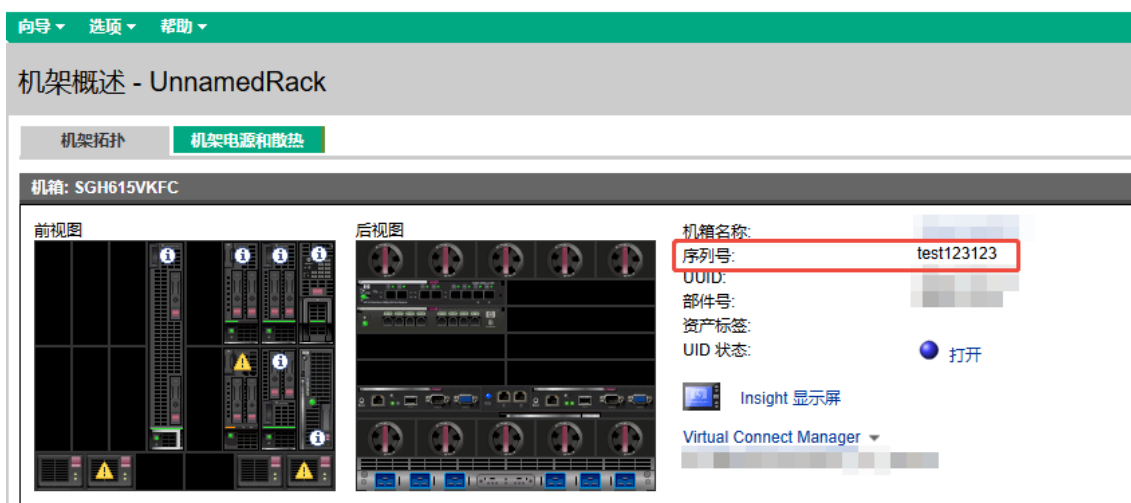 向导 选项 帮助
机架概述 - UnnamedRack
机架拓扑 机架电源和散热
机箱: SGH615VKFC
前视图
后视图
机箱名称:
序列号: test123123
UUID:
部件号:
资产标签:
UID 状态: 打开
Insight 显示屏
Virtual Connect Manager